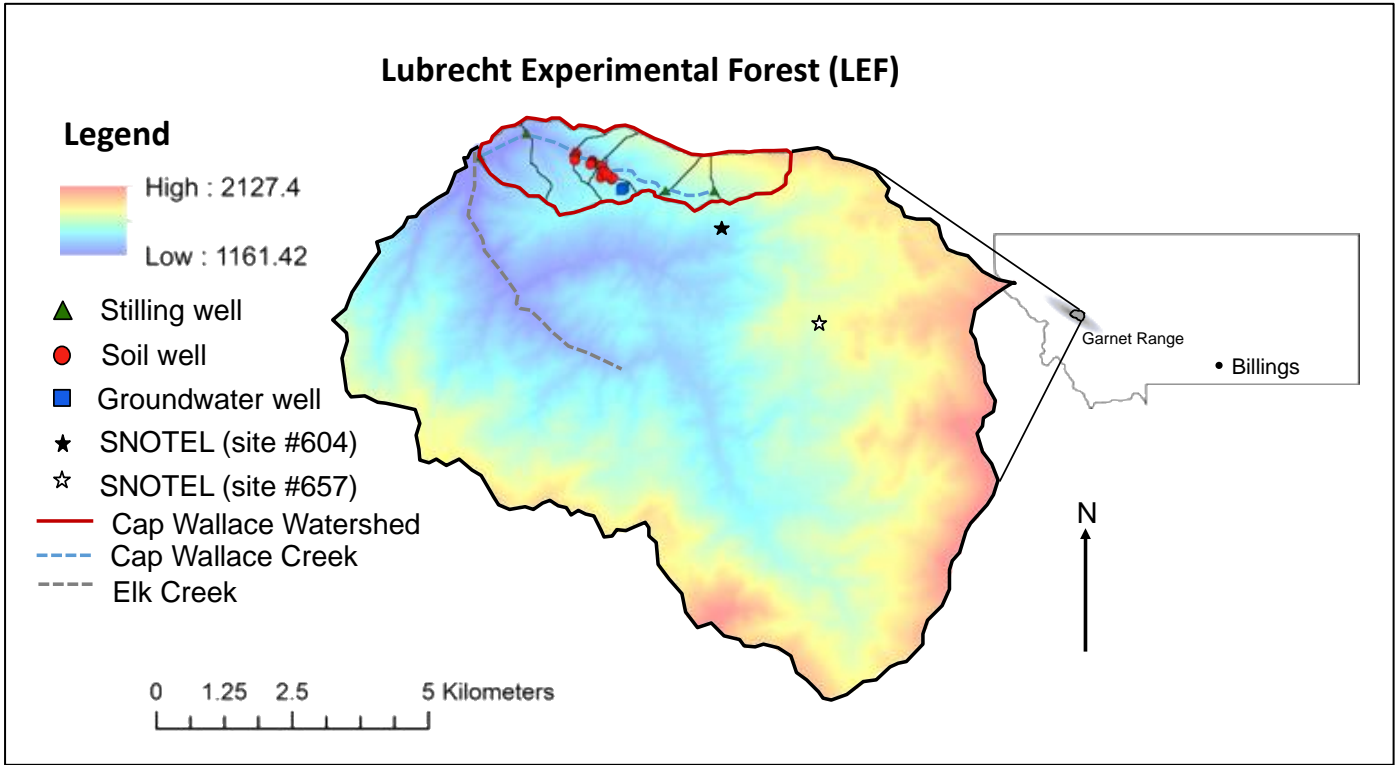 Lubrecht Experimental Forest (LEF)
Legend
High : 2127.4
Low : 1161.42
Stilling well
Soil well
Groundwater well
SNOTEL (site #604)
SNOTEL (site #657)
Cap Wallace Watershed
Cap Wallace Creek
Elk Creek
0 1.25 2.5 5 Kilometers
Garnet Range
Billings
N